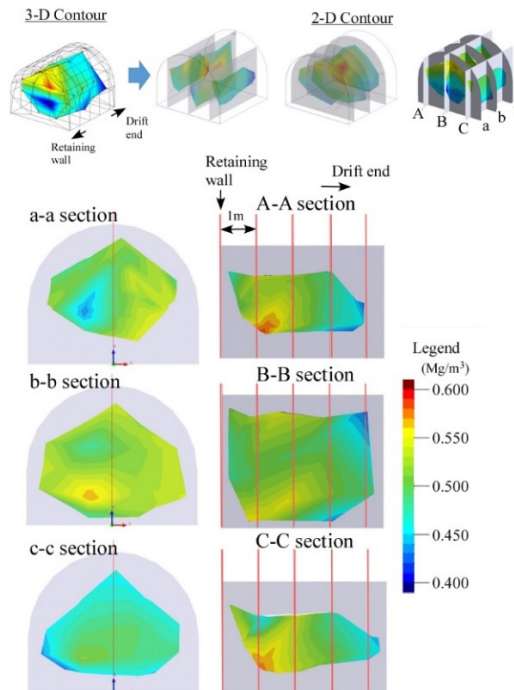 3-D Contour
2-D Contour
Drift
end
Retaining
wall
A
B
C
a
b
Retaining
wall
Drift end
1m
a-a section
A-A section
b-b section
B-B section
c-c section
C-C section
Legend
(Mg/m³)
0.600
0.550
0.500
0.450
0.400